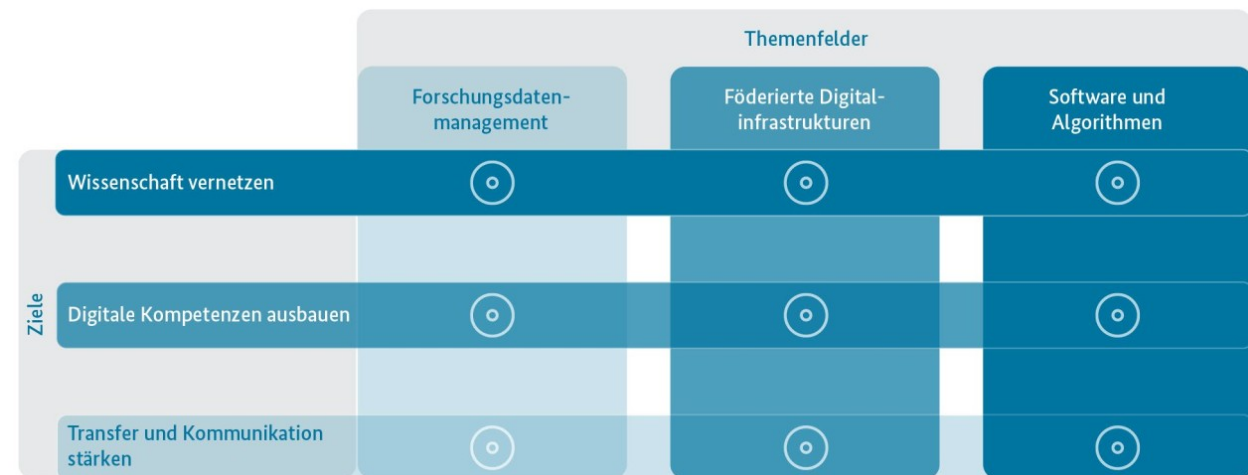 Themenfelder
Forschungsdaten-
management
Föderierte Digital-
infrastrukturen
Software und
Algorithmen
Ziele
Wissenschaft vernetzen
Digitale Kompetenzen ausbauen
Transfer und Kommunikation
stärken